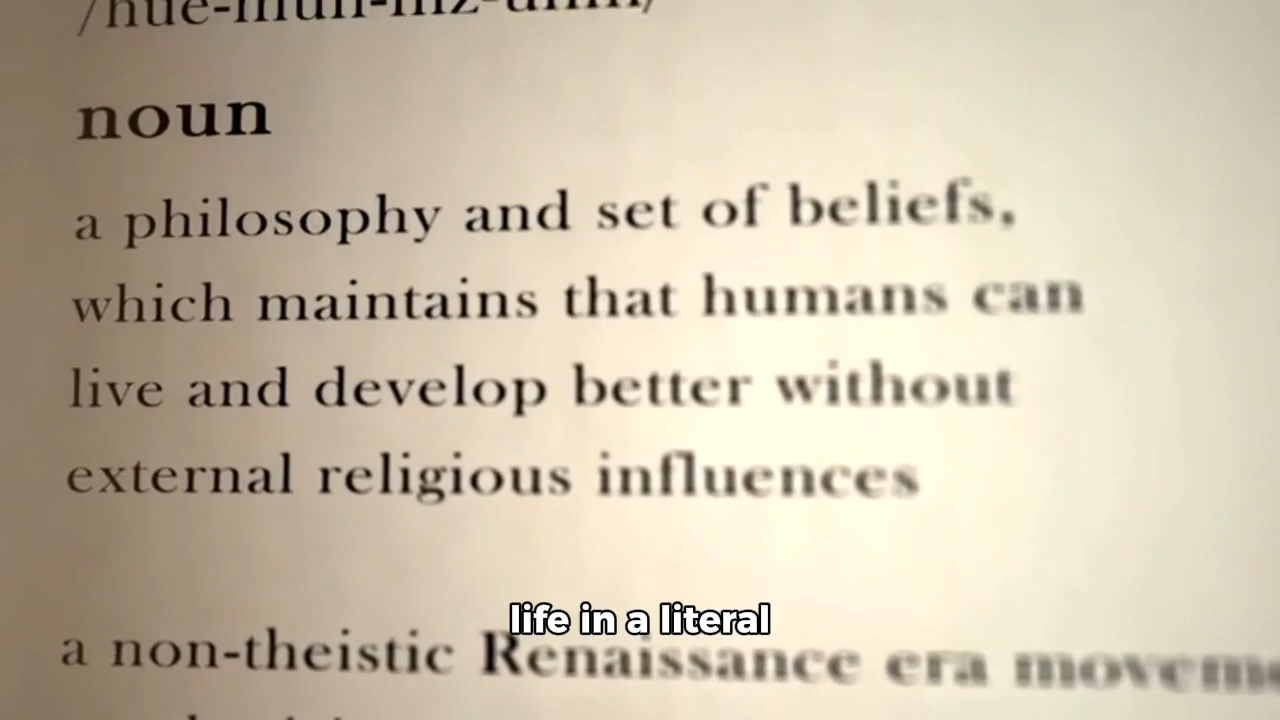 noun
a philosophy and set of beliefs,
which maintains that humans can
live and develop better without
external religious influences
life in a literal
a non-theistic Renaissance era